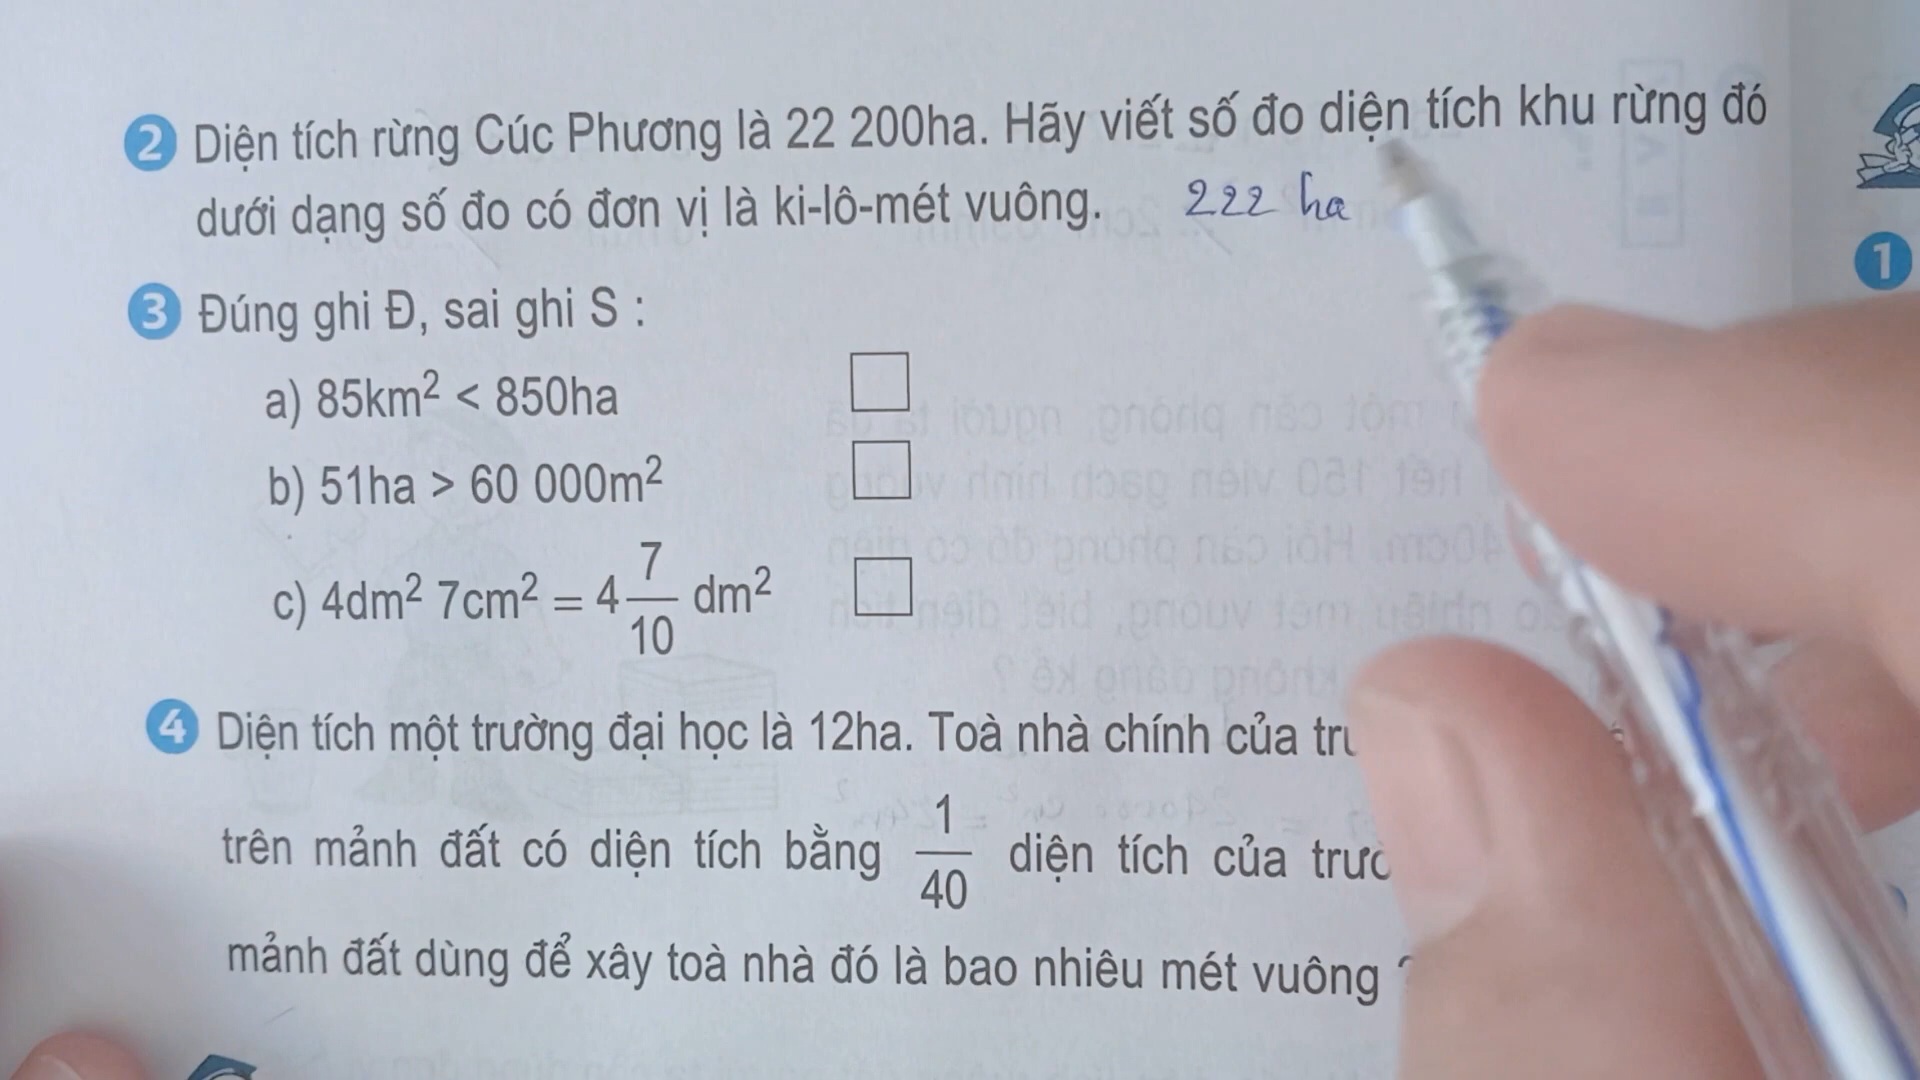 2 Diện tích rừng Cúc Phương là 22 200ha. Hãy viết số đo diện tích khu rừng đó
dưới dạng số đo có đơn vị là ki-lô-mét vuông. 222 ha
3 Đúng ghi Đ, sai ghi S :
a) 85km² < 850ha
b) 51ha > 60 000m²
c) 4dm² 7cm² = 4 7/10 dm²
4 Diện tích một trường đại học là 12ha. Toà nhà chính của
trên mảnh đất có diện tích bằng 1/40 diện tích của
mảnh đất dùng để xây toà nhà đó là bao nhiêu mét vuông
1